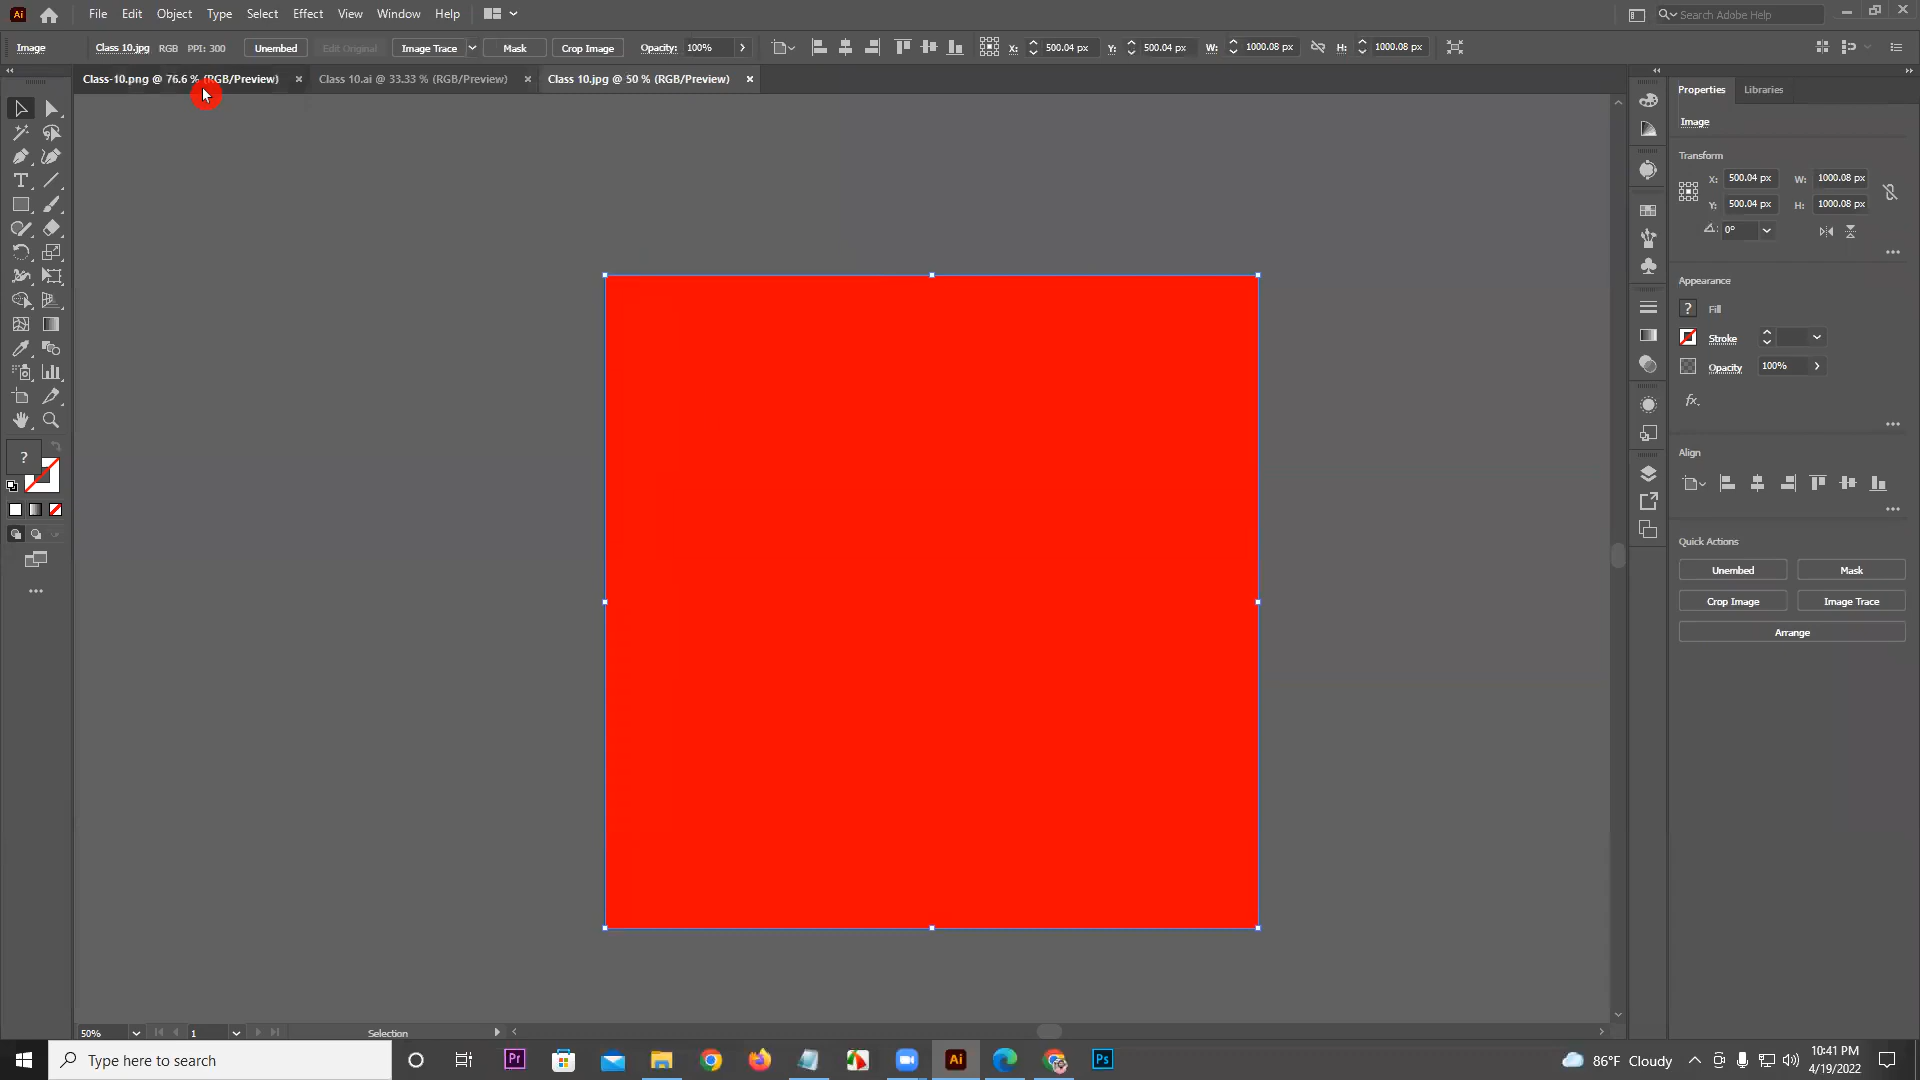 Ai File Edit Object Type Select Effect View Window Help Search Adobe Help
Image Class 10.jpg RGB PPI: 300 Unembed Edit Original Image Trace Mask Crop Image Opacity: 100% X: 500.04 px Y: 500.04 px W: 1000.08 px H: 1000.08 px
Class-10.png @ 76.6 % (RGB/Preview) × Class 10.ai @ 33.33 % (RGB/Preview) × Class 10.jpg @ 50 % (RGB/Preview) ×
Properties Libraries
Image
Transform
X: 500.04 px W: 1000.08 px
Y: 500.04 px H: 1000.08 px
0°
Appearance
? Fill
Stroke
Opacity 100%
fx.
Align
?
Quick Actions
Unembed Mask
Crop Image Image Trace
Arrange
50% 1 Selection
Type here to search Pr Ai Ps 86°F Cloudy 10:41 PM
4/19/2022